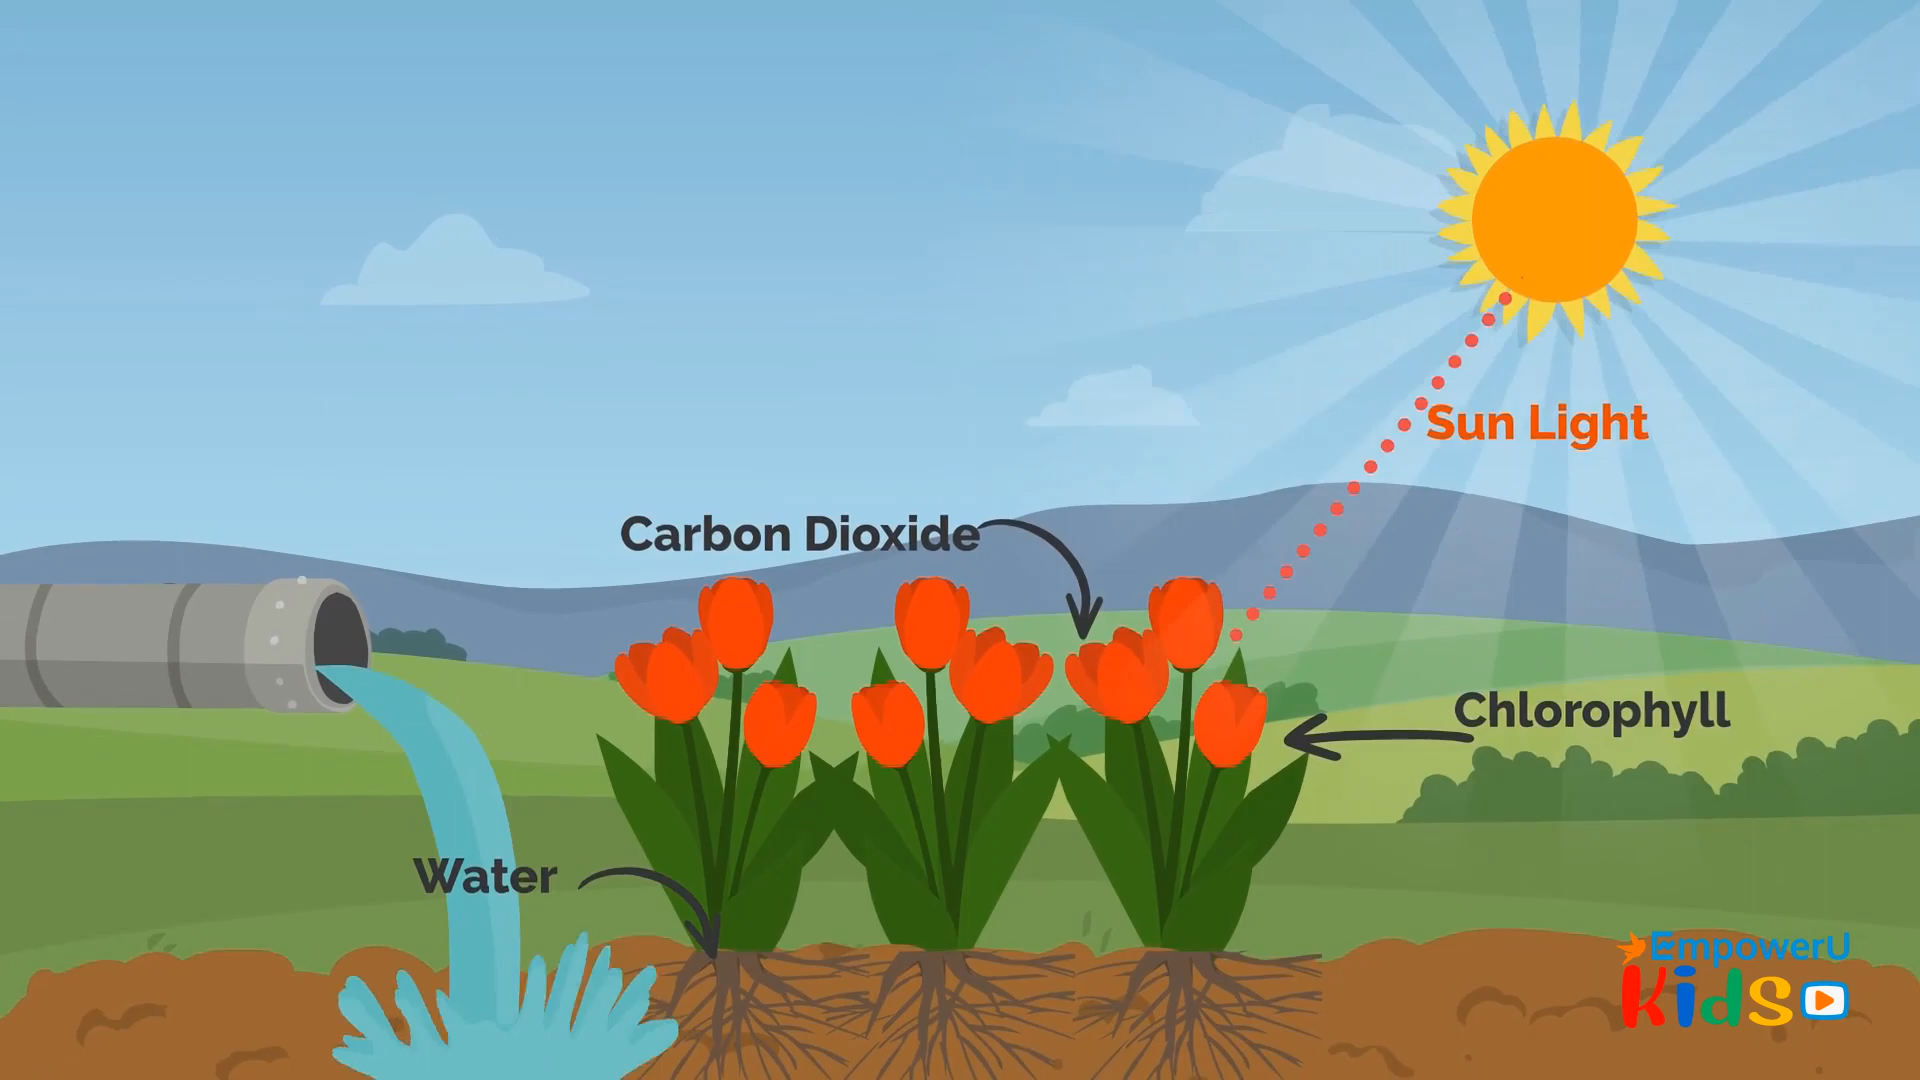 Sun Light
Carbon Dioxide
Chlorophyll
Water
EmpowerU
Kids